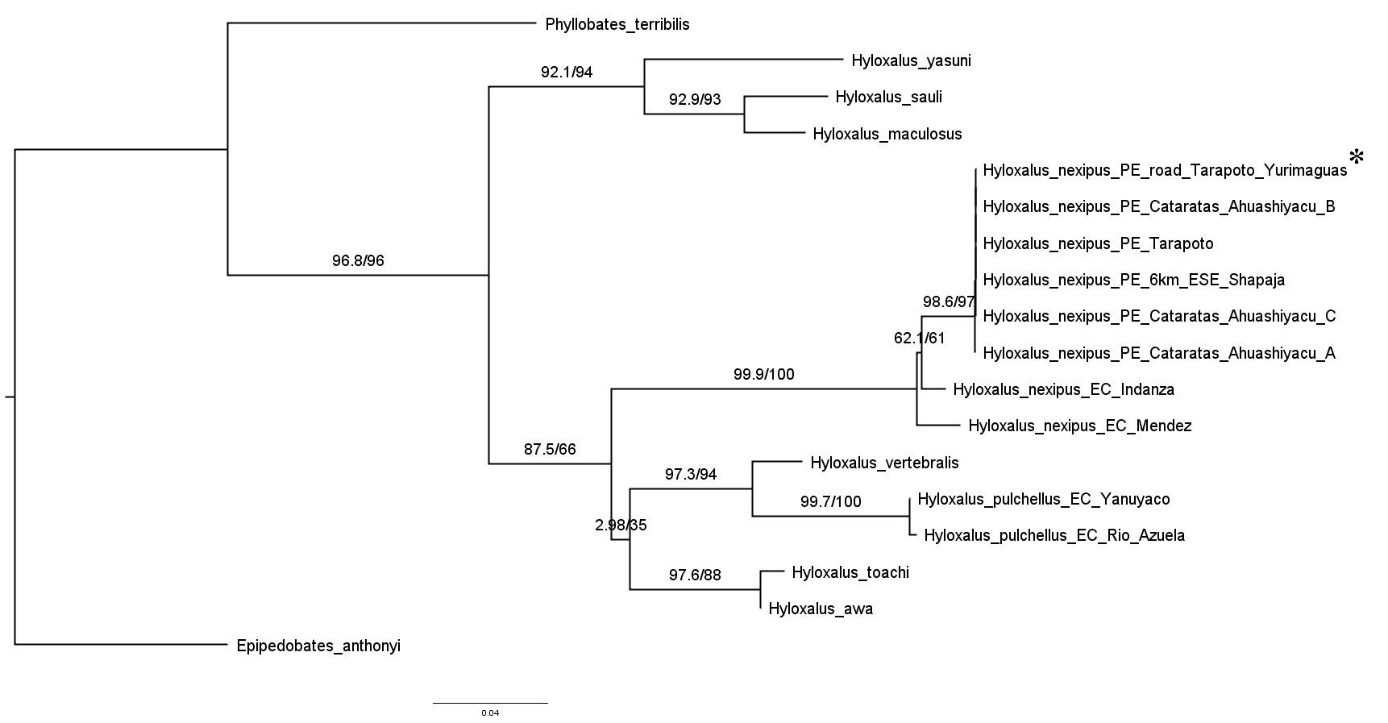 Phyllobates_terribilis
Hyloxalus_yasuni
92.1/94
Hyloxalus_sauli
92.9/93
Hyloxalus_maculosus
Hyloxalus_nexipus_PE_road_Tarapoto_Yurimaguas*
Hyloxalus_nexipus_PE_Cataratas_Ahuashiyacu_B
Hyloxalus_nexipus_PE_Tarapoto
96.8/96
Hyloxalus_nexipus_PE_6km_ESE_Shapaja
98.6/97
Hyloxalus_nexipus_PE_Cataratas_Ahuashiyacu_C
62.1/61
Hyloxalus_nexipus_PE_Cataratas_Ahuashiyacu_A
99.9/100
Hyloxalus_nexipus_EC_Indanza
Hyloxalus_nexipus_EC_Mendez
87.5/66
Hyloxalus_vertebralis
97.3/94
Hyloxalus_pulchellus_EC_Yanuyaco
99.7/100
2.98/35
Hyloxalus_pulchellus_EC_Rio_Azuela
Hyloxalus_toachi
97.6/88
Hyloxalus_awa
Epipedobates_anthonyi
0.04